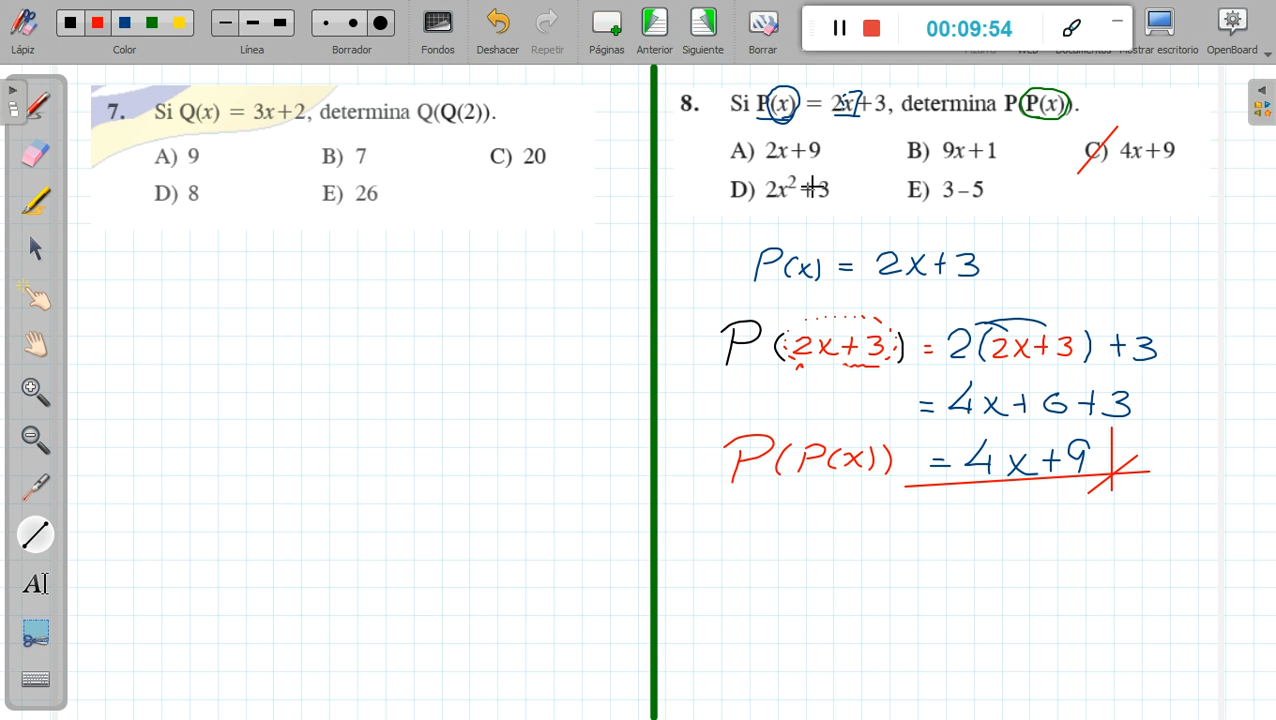 Lápiz
Color
Línea
Borrador
Fondos
Deshacer
Repetir
Páginas
Anterior
Siguiente
Borrar
00:09:54
Mostrar escritorio
OpenBoard
7. Si Q(x) = 3x+2, determina Q(Q(2)).
A) 9 B) 7 C) 20
D) 8 E) 26
8. Si P(x) = 2x+3, determina P(P(x)).
A) 2x+9 B) 9x+1 C) 4x+9
D) 2x²+3 E) 3-5
P(x) = 2x+3
P(2x+3) = 2(2x+3)+3
= 4x+6+3
P(P(x)) = 4x+9